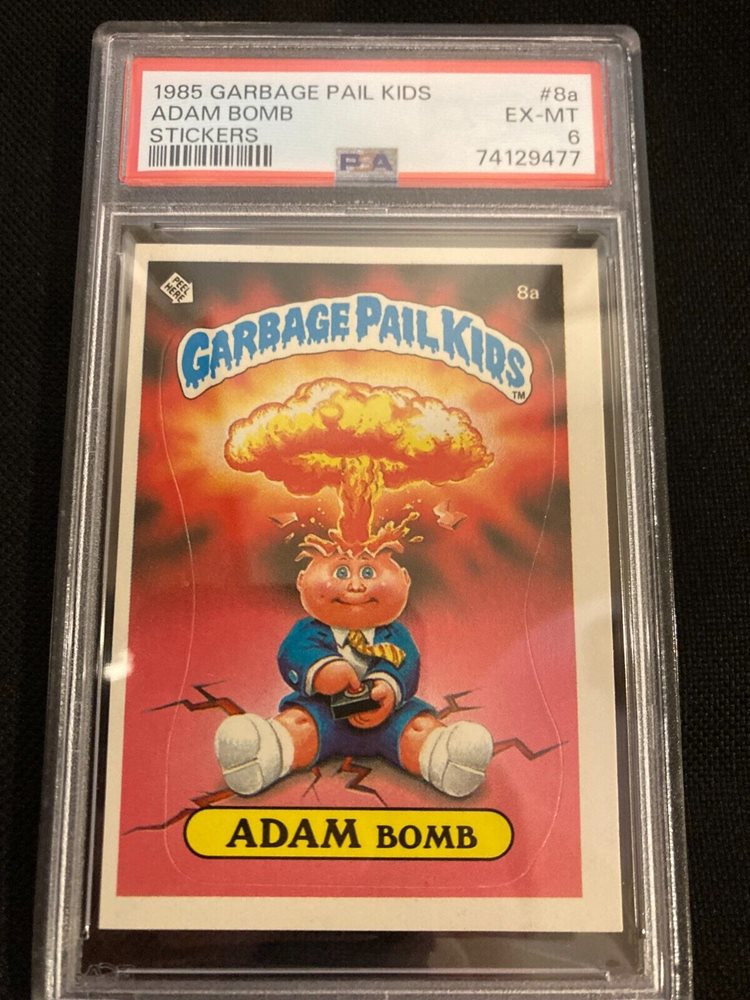 1985 GARBAGE PAIL KIDS #8a
ADAM BOMB EX-MT
STICKERS 6
PSA 74129477
PEEL HERE
8a
GARBAGE PAIL KIDS
TM
ADAM BOMB